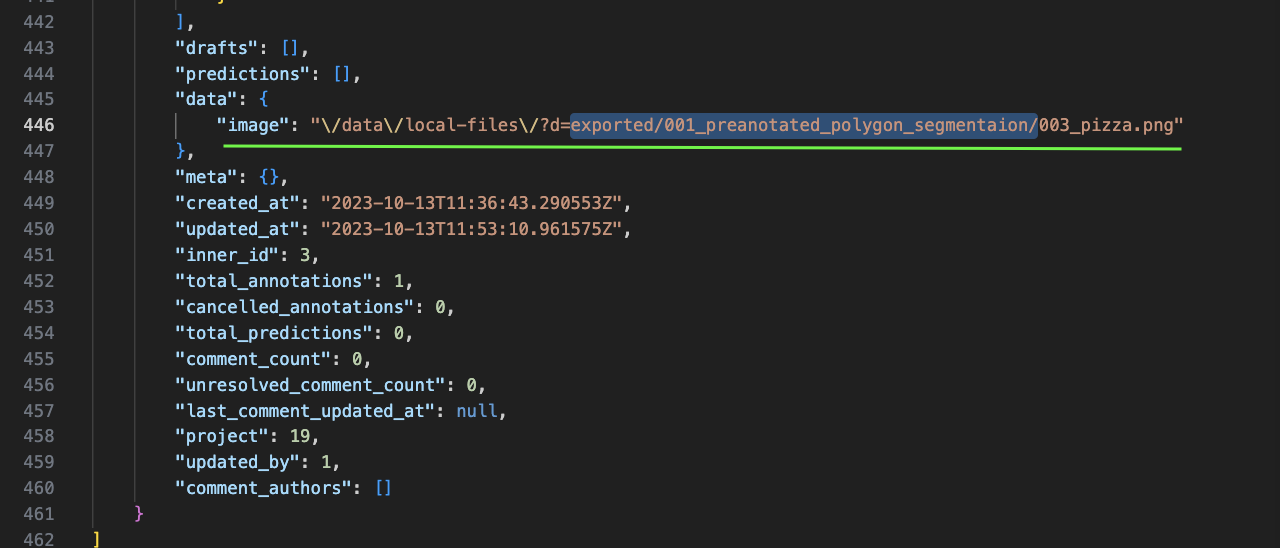 441
442 ],
443 "drafts": [],
444 "predictions": [],
445 "data": {
446 "image": "\/data\/local-files\/?d=exported/001_preanotated_polygon_segmentaion/003_pizza.png"
447 },
448 "meta": {},
449 "created_at": "2023-10-13T11:36:43.290553Z",
450 "updated_at": "2023-10-13T11:53:10.961575Z",
451 "inner_id": 3,
452 "total_annotations": 1,
453 "cancelled_annotations": 0,
454 "total_predictions": 0,
455 "comment_count": 0,
456 "unresolved_comment_count": 0,
457 "last_comment_updated_at": null,
458 "project": 19,
459 "updated_by": 1,
460 "comment_authors": []
461 }
462 ]